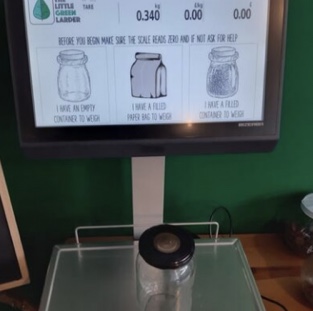 LITTLE
GREEN
LARDER
TARE
kg
£/kg
£
0.340
0.00
0.00
BEFORE YOU BEGIN MAKE SURE THE SCALE READS ZERO AND IF NOT ASK FOR HELP
I HAVE AN EMPTY
CONTAINER TO WEIGH
I HAVE A FILLED
PAPER BAG TO WEIGH
I HAVE A FILLED
CONTAINER TO WEIGH